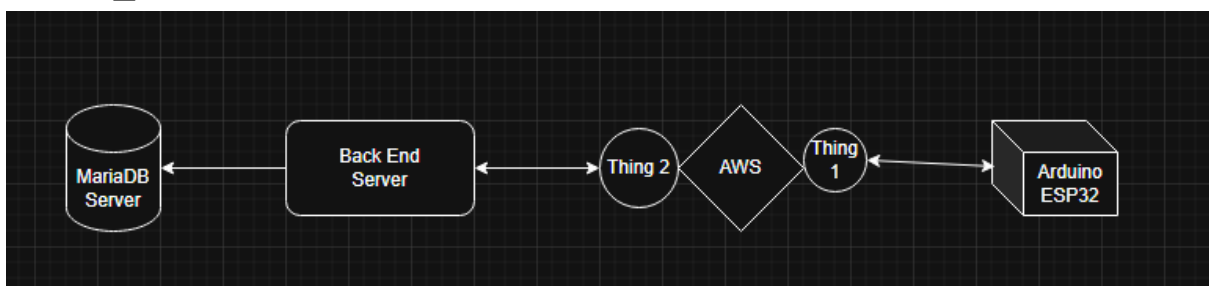 MariaDB
Server
Back End
Server
Thing 2
AWS
Thing
1
Arduino
ESP32